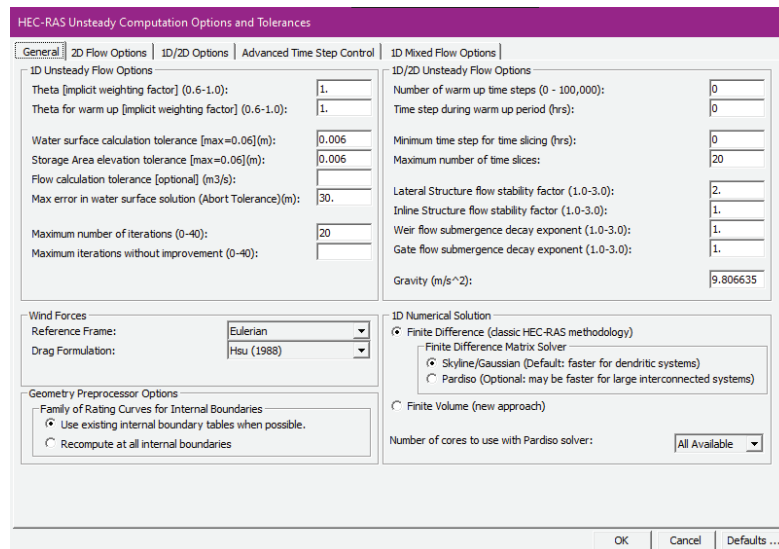 HEC-RAS Unsteady Computation Options and Tolerances
General 2D Flow Options 1D/2D Options Advanced Time Step Control 1D Mixed Flow Options
1D Unsteady Flow Options
Theta [implicit weighting factor] (0.6-1.0): 1.
Theta for warm up [implicit weighting factor] (0.6-1.0): 1.
Water surface calculation tolerance [max=0.06](m): 0.006
Storage Area elevation tolerance [max=0.06](m): 0.006
Flow calculation tolerance [optional] (m3/s):
Max error in water surface solution (Abort Tolerance)(m): 30.
Maximum number of iterations (0-40): 20
Maximum iterations without improvement (0-40):
1D/2D Unsteady Flow Options
Number of warm up time steps (0 - 100,000): 0
Time step during warm up period (hrs): 0
Minimum time step for time slicing (hrs): 0
Maximum number of time slices: 20
Lateral Structure flow stability factor (1.0-3.0): 2.
Inline Structure flow stability factor (1.0-3.0): 1.
Weir flow submergence decay exponent (1.0-3.0): 1.
Gate flow submergence decay exponent (1.0-3.0): 1.
Gravity (m/s^2): 9.806635
Wind Forces
Reference Frame: Eulerian
Drag Formulation: Hsu (1988)
Geometry Preprocessor Options
Family of Rating Curves for Internal Boundaries
Use existing internal boundary tables when possible.
Recompute at all internal boundaries
1D Numerical Solution
Finite Difference (classic HEC-RAS methodology)
Finite Difference Matrix Solver
Skyline/Gaussian (Default: faster for dendritic systems)
Pardiso (Optional: may be faster for large interconnected systems)
Finite Volume (new approach)
Number of cores to use with Pardiso solver: All Available
OK Cancel Defaults ...